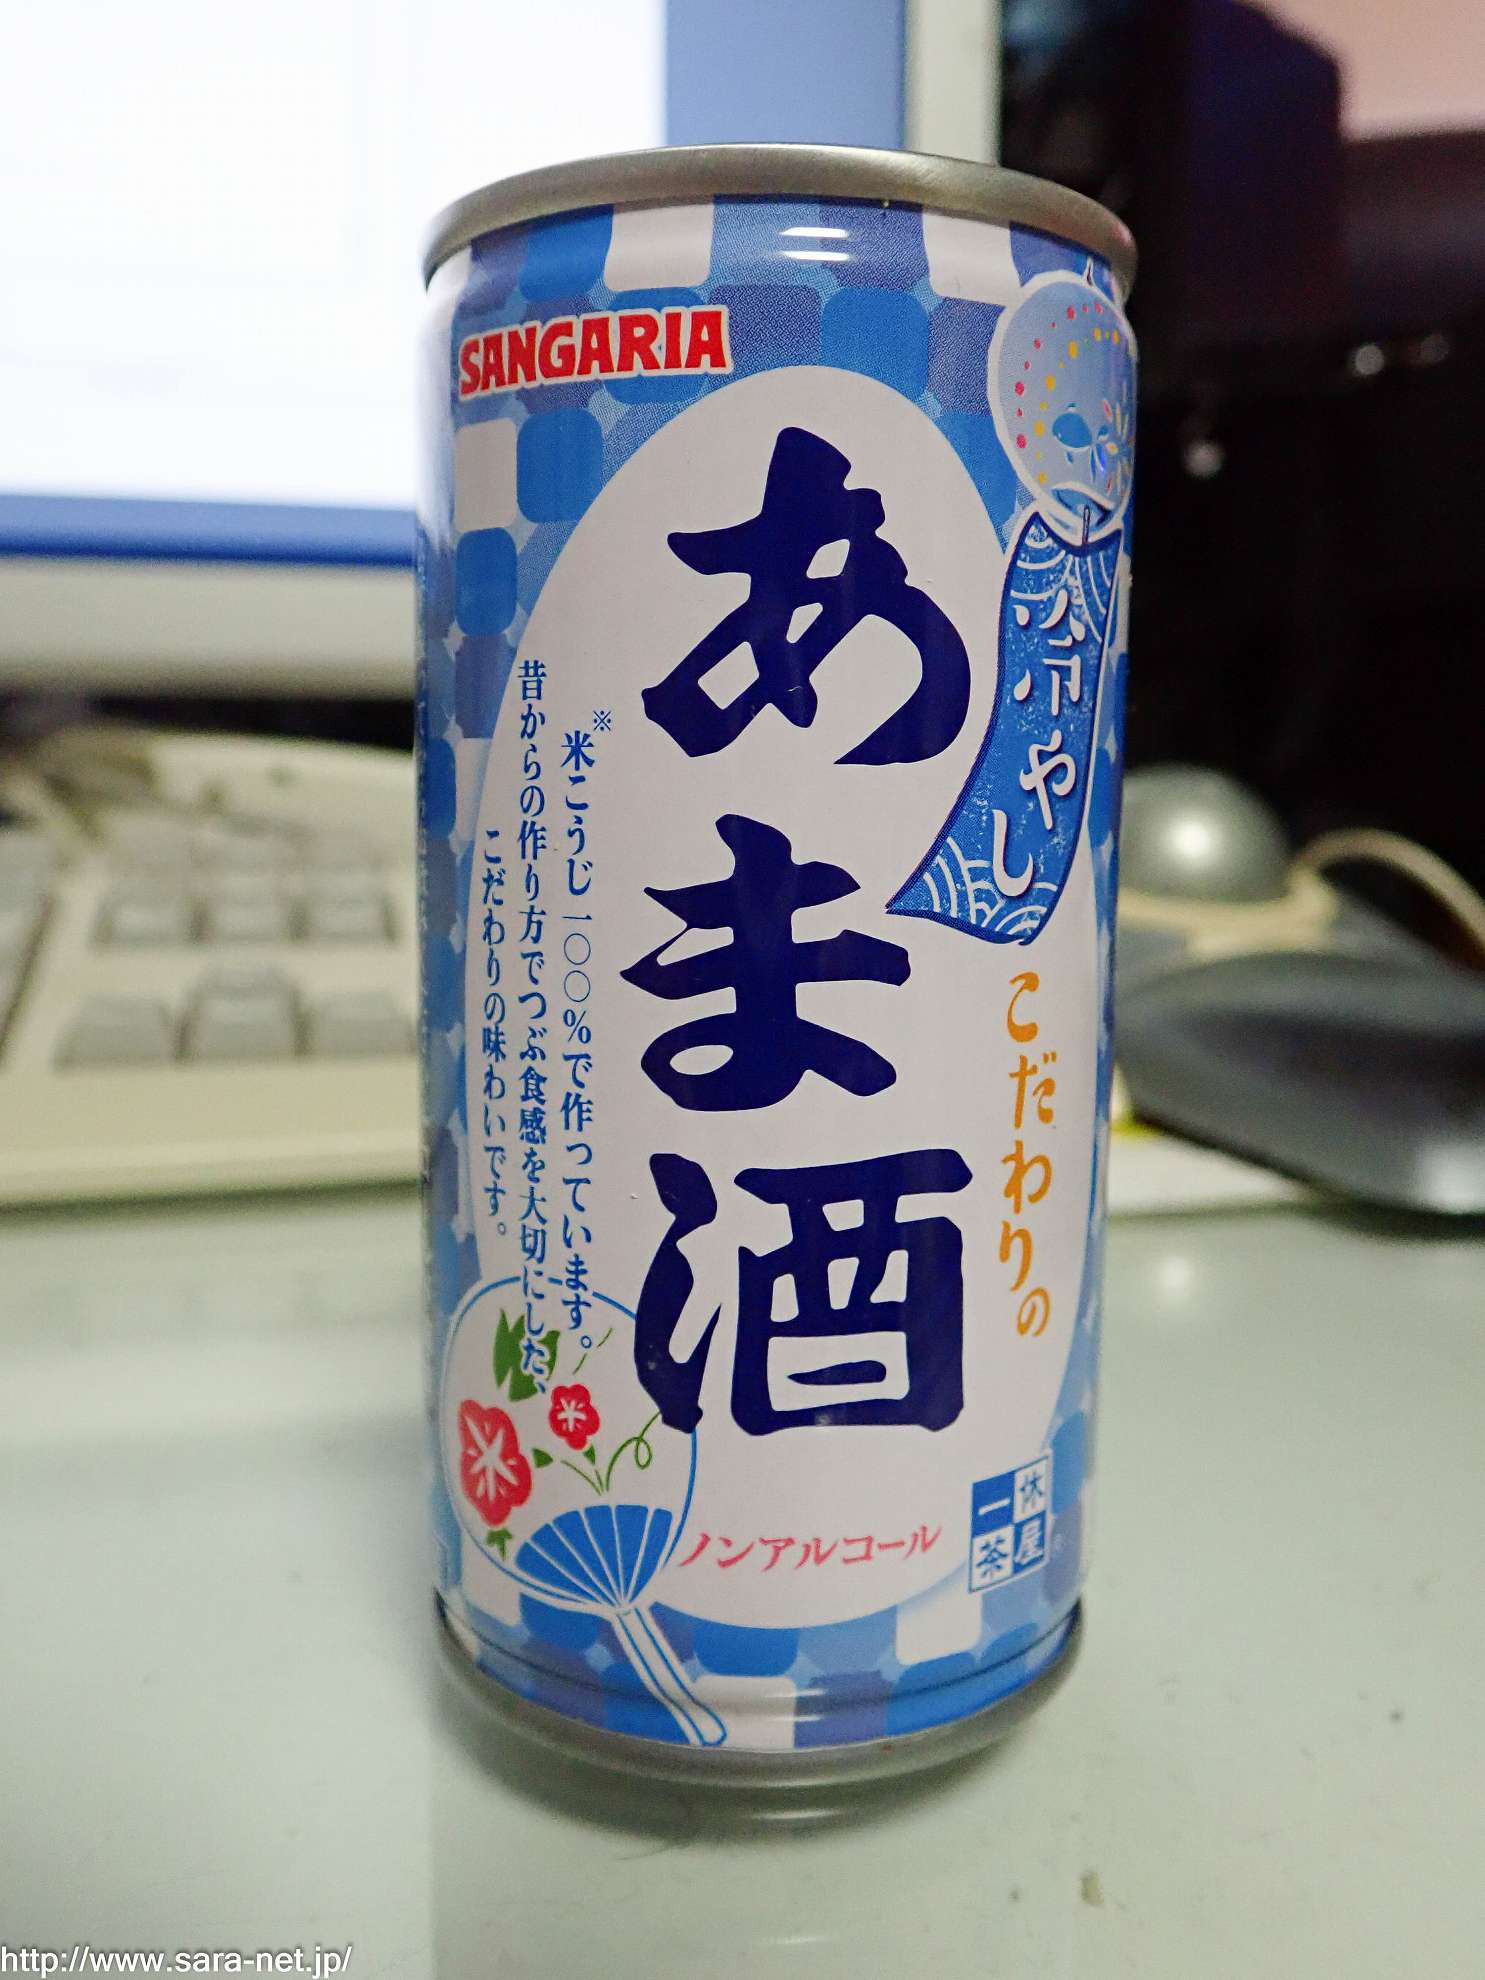 SANGARIA
冷やし
こだわりの
あま酒
※米こうじ一〇〇%で作っています。
昔からの作り方でつぶ食感を大切にした、
こだわりの味わいです。
ノンアルコール
一休茶屋
http://www.sara-net.jp/